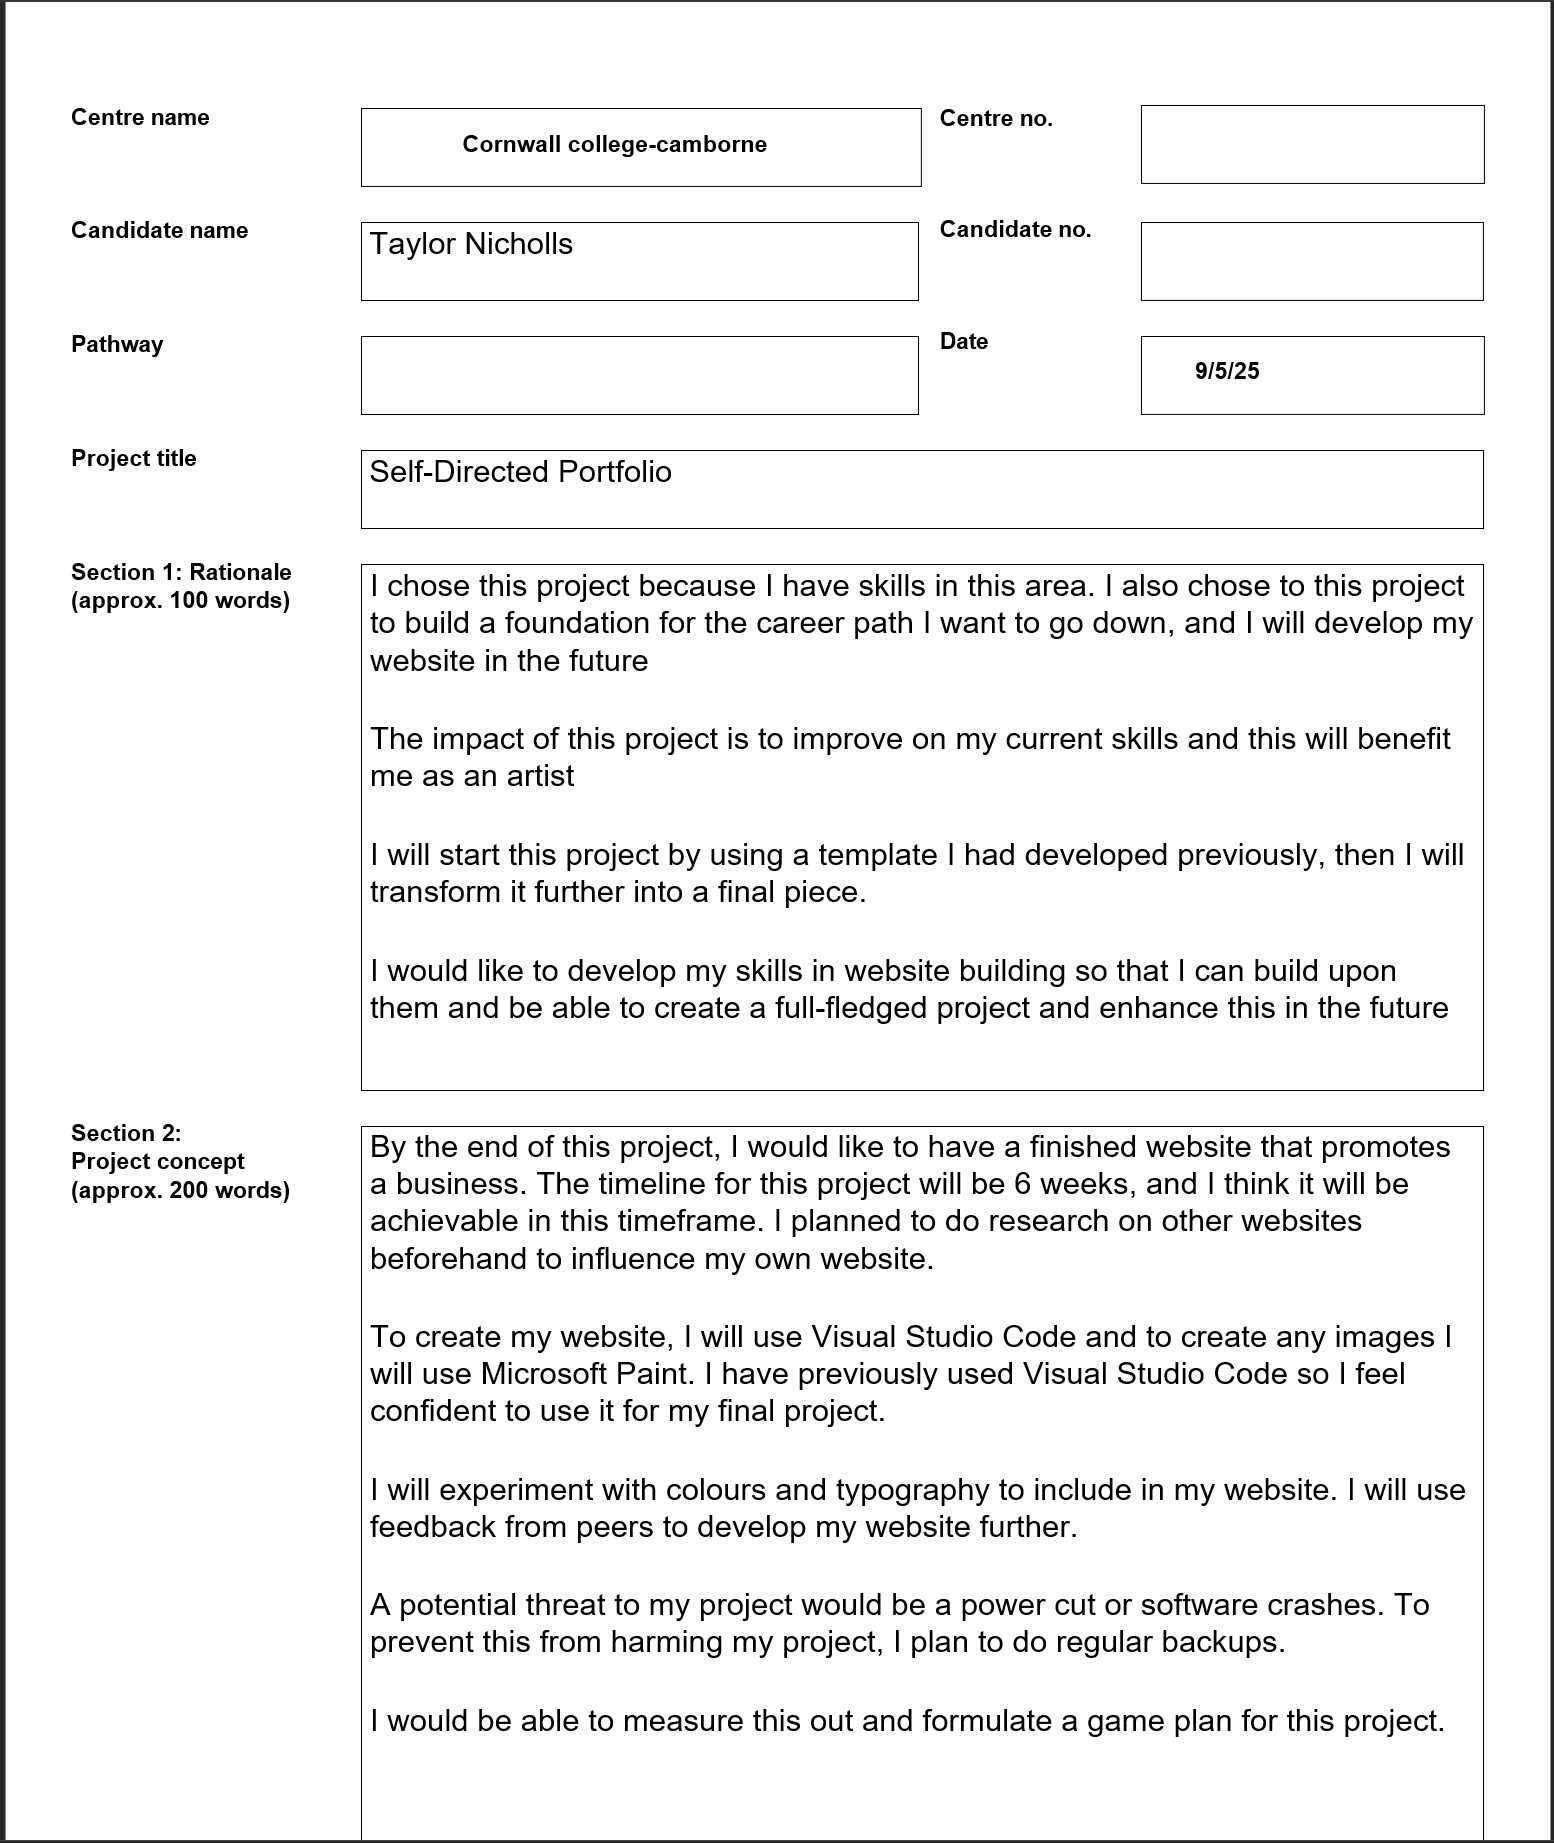 Centre name
Cornwall college-camborne
Centre no.
Candidate name
Taylor Nicholls
Candidate no.
Pathway
Date
9/5/25
Project title
Self-Directed Portfolio
Section 1: Rationale
(approx. 100 words)
I chose this project because I have skills in this area. I also chose to this project
to build a foundation for the career path I want to go down, and I will develop my
website in the future
The impact of this project is to improve on my current skills and this will benefit
me as an artist
I will start this project by using a template I had developed previously, then I will
transform it further into a final piece.
I would like to develop my skills in website building so that I can build upon
them and be able to create a full-fledged project and enhance this in the future
Section 2:
Project concept
(approx. 200 words)
By the end of this project, I would like to have a finished website that promotes
a business. The timeline for this project will be 6 weeks, and I think it will be
achievable in this timeframe. I planned to do research on other websites
beforehand to influence my own website.
To create my website, I will use Visual Studio Code and to create any images I
will use Microsoft Paint. I have previously used Visual Studio Code so I feel
confident to use it for my final project.
I will experiment with colours and typography to include in my website. I will use
feedback from peers to develop my website further.
A potential threat to my project would be a power cut or software crashes. To
prevent this from harming my project, I plan to do regular backups.
I would be able to measure this out and formulate a game plan for this project.